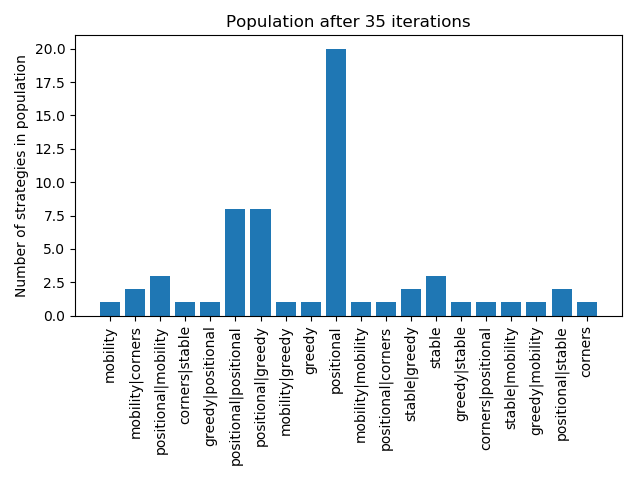 Population after 35 iterations
Number of strategies in population
20.0
17.5
15.0
12.5
10.0
7.5
5.0
2.5
0.0
mobility
mobility|corners
positional|mobility
corners|stable
greedy|positional
positional|positional
positional|greedy
mobility|greedy
greedy
positional
mobility|mobility
positional|corners
stable|greedy
stable
greedy|stable
corners|positional
stable|mobility
greedy|mobility
positional|stable
corners